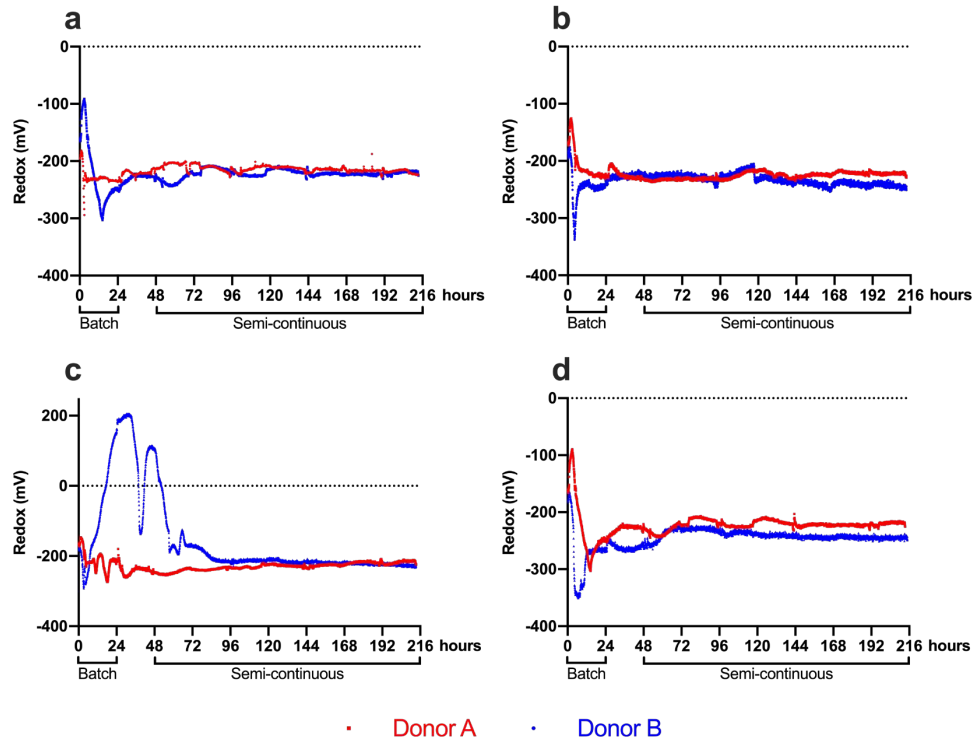 a
0
-100
-200
-300
-400
Redox (mV)
0 24 48 72 96 120 144 168 192 216 hours
Batch Semi-continuous
b
0
-100
-200
-300
-400
Redox (mV)
0 24 48 72 96 120 144 168 192 216 hours
Batch Semi-continuous
c
200
0
-200
-400
Redox (mV)
0 24 48 72 96 120 144 168 192 216 hours
Batch Semi-continuous
d
0
-100
-200
-300
-400
Redox (mV)
0 24 48 72 96 120 144 168 192 216 hours
Batch Semi-continuous
Donor A Donor B